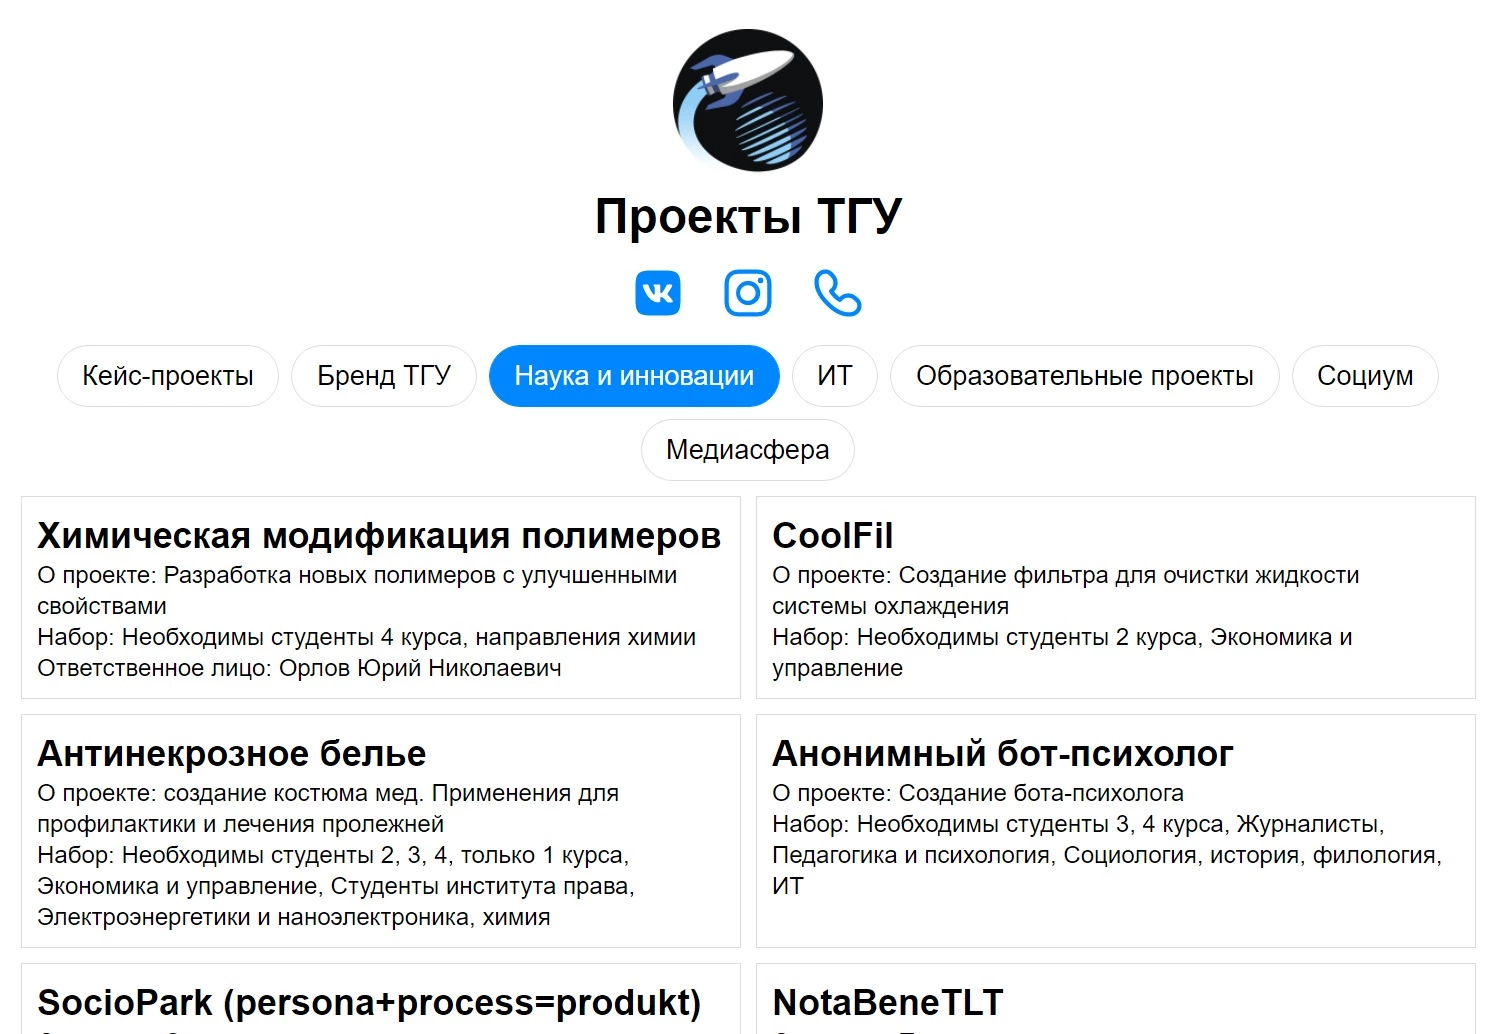 Проекты ТГУ
Кейс-проекты
Бренд ТГУ
Наука и инновации
ИТ
Образовательные проекты
Социум
Медиасфера
Химическая модификация полимеров
О проекте: Разработка новых полимеров с улучшенными
свойствами
Набор: Необходимы студенты 4 курса, направления химии
Ответственное лицо: Орлов Юрий Николаевич
CoolFil
О проекте: Создание фильтра для очистки жидкости
системы охлаждения
Набор: Необходимы студенты 2 курса, Экономика и
управление
Антинекрозное белье
О проекте: создание костюма мед. Применения для
профилактики и лечения пролежней
Набор: Необходимы студенты 2, 3, 4, только 1 курса,
Экономика и управление, Студенты института права,
Электроэнергетики и наноэлектроника, химия
Анонимный бот-психолог
О проекте: Создание бота-психолога
Набор: Необходимы студенты 3, 4 курса, Журналисты,
Педагогика и психология, Социология, история, филология,
ИТ
SocioPark (persona+process=produkt)
NotaBeneTLT